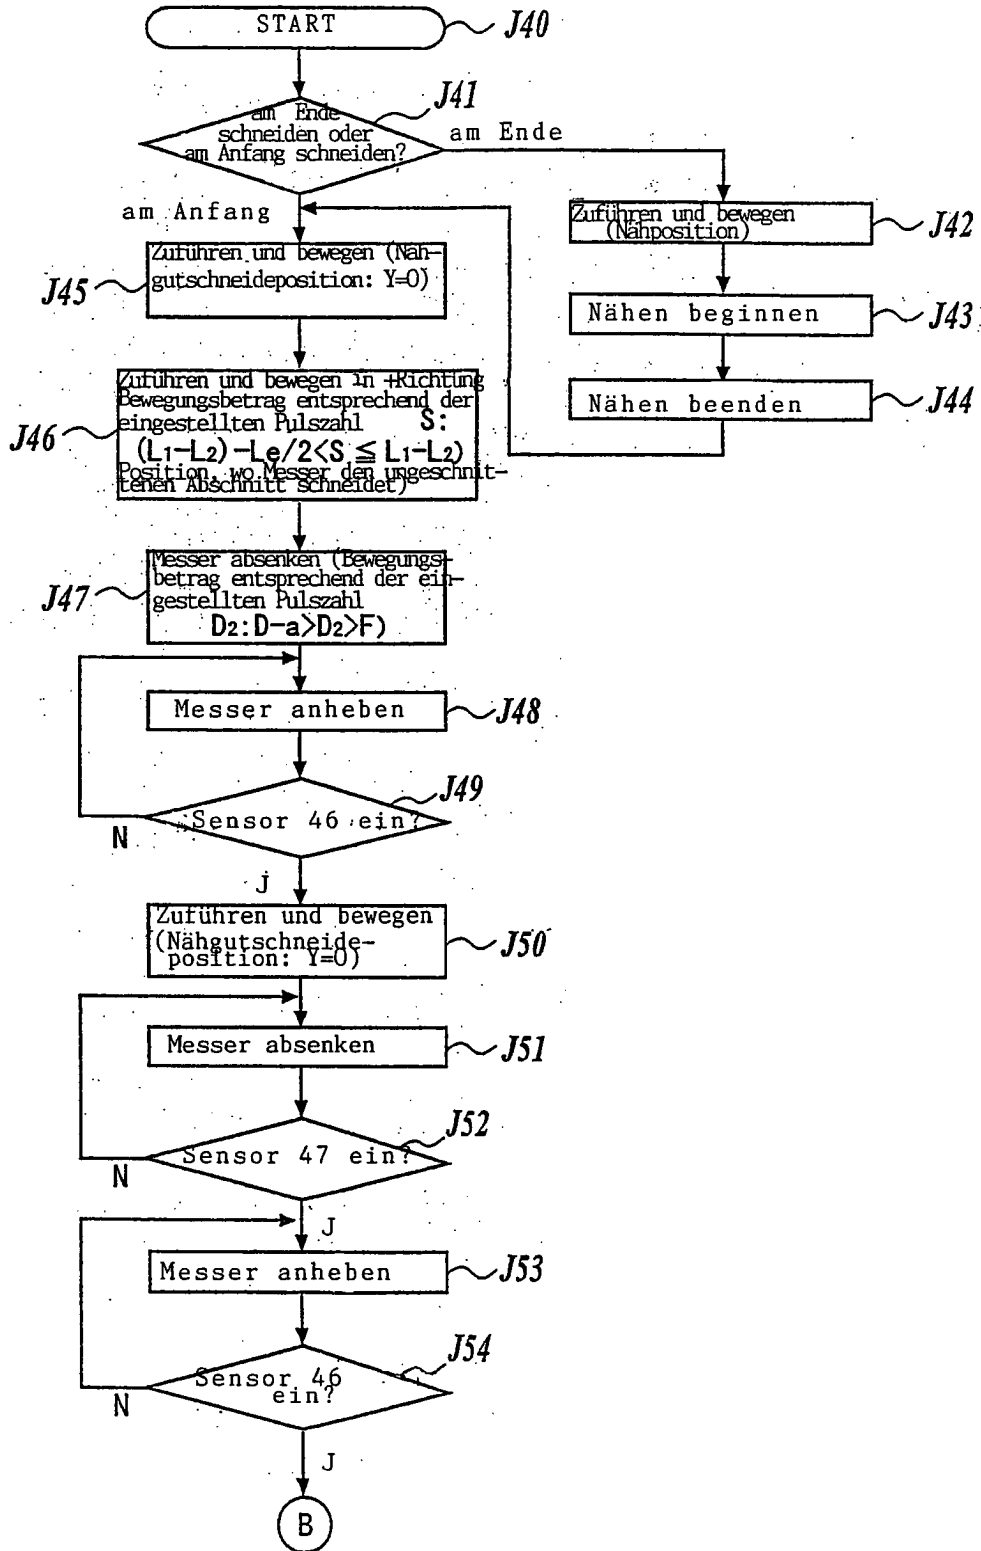 START
J40
J41
am Ende
schneiden oder
am Anfang schneiden?
am Ende
am Anfang
Zuführen und bewegen
(Nähposition)
J42
Nähen beginnen
J43
Nähen beenden
J44
Zuführen und bewegen (Näh-
gutschneideposition: Y=0)
J45
Zuführen und bewegen in +Richtung
Bewegungsbetrag entsprechend der
eingestellten Pulszahl S:
(L1-L2)-Le/2<S≦L1-L2)
Position, wo Messer den ungeschnit-
tenen Abschnitt schneidet)
J46
Messer absenken (Bewegungs-
betrag entsprechend der ein-
gestellten Pulszahl
D2:D-a>D2>F)
J47
Messer anheben
J48
J49
Sensor 46 ein?
N
J
Zuführen und bewegen
(Nähgutschneide-
position: Y=0)
J50
Messer absenken
J51
J52
Sensor 47 ein?
N
J
Messer anheben
J53
J54
Sensor 46
ein?
N
J
B